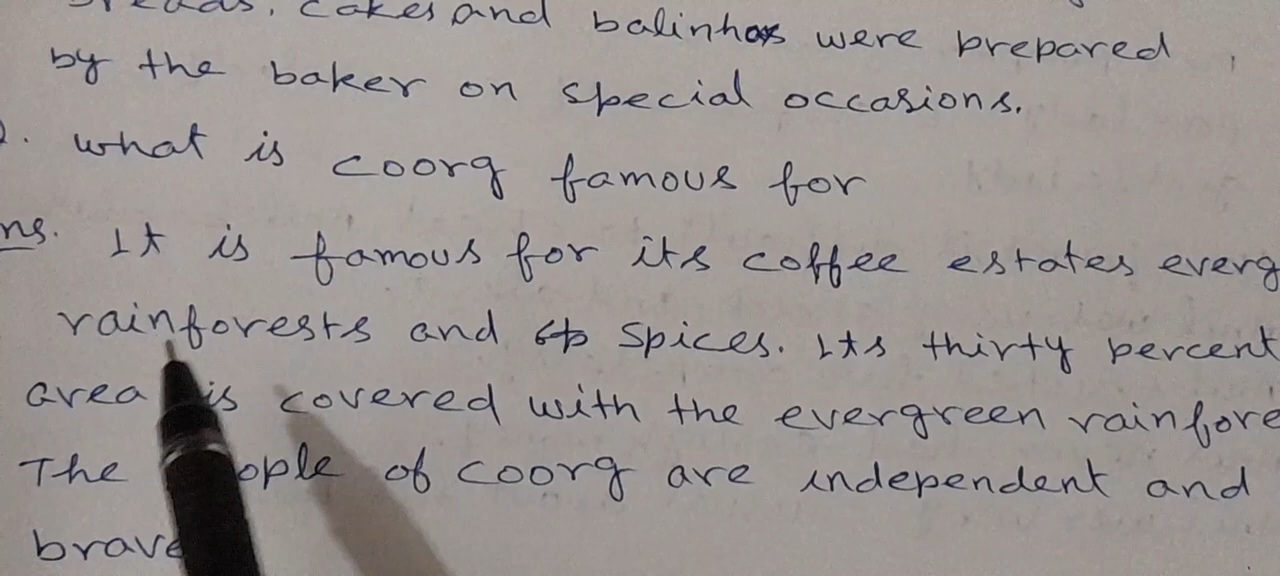 cakes and balinhas were prepared
by the baker on special occasions.
what is coorg famous for
ns. It is famous for its coffee estates everg
rainforests and spices. Its thirty percent
area is covered with the evergreen rainfore
The ople of coorg are independent and
brave